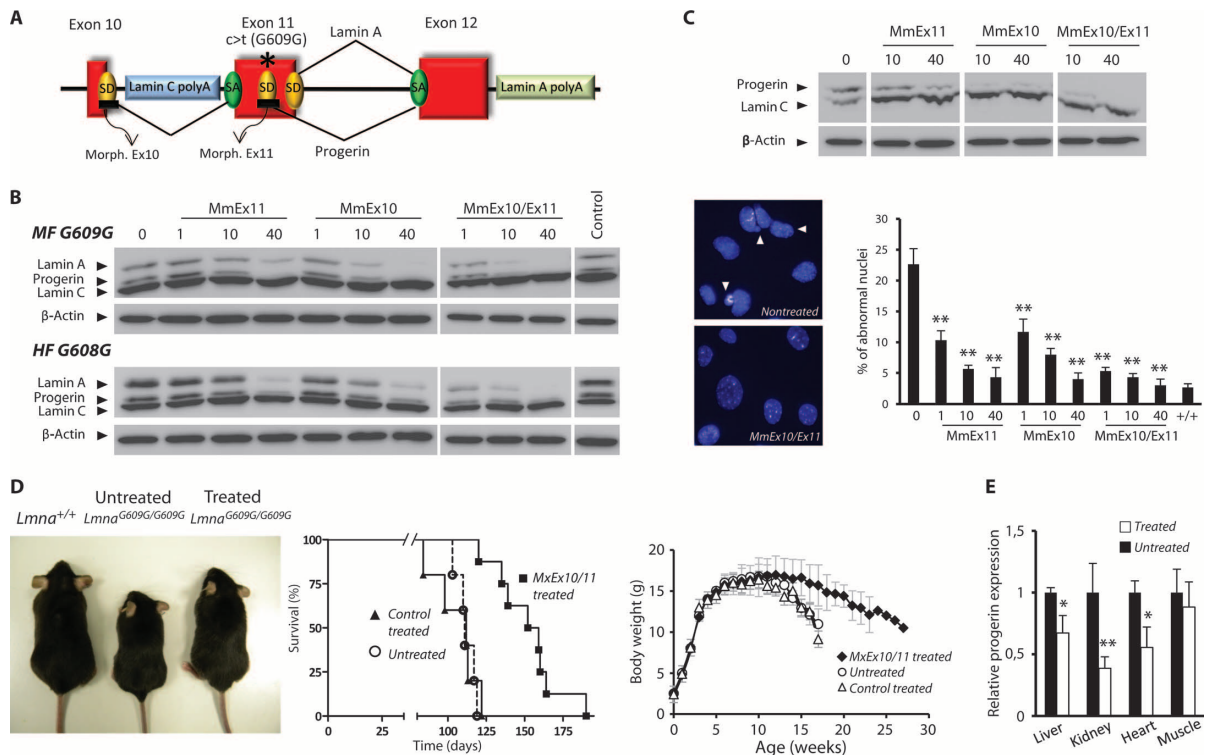 A
Exon 10
Exon 11
c>t (G609G)
*
Lamin A
Exon 12
SD
Lamin C polyA
SA
SD
SD
SA
Lamin A polyA
Morph. Ex10
Morph. Ex11
Progerin
B
MmEx11 MmEx10 MmEx10/Ex11 Control
MF G609G 0 1 10 40 1 10 40 1 10 40
Lamin A
Progerin
Lamin C
β-Actin
HF G608G
Lamin A
Progerin
Lamin C
β-Actin
C
MmEx11 MmEx10 MmEx10/Ex11
0 10 40 10 40 10 40
Progerin
Lamin C
β-Actin
Nontreated
MmEx10/Ex11
% of abnormal nuclei
30
25
20
15
10
5
0
** ** ** ** ** ** ** ** **
0 1 10 40 1 10 40 1 10 40 +/+
MmEx11 MmEx10 MmEx10/Ex11
D
Untreated Treated
Lmna+/+ LmnaG609G/G609G LmnaG609G/G609G
Survival (%)
100
75
50
25
0
MxEx10/11
treated
Control
treated
Untreated
0 25 100 125 150 175
Time (days)
Body weight (g)
20
15
10
5
0
MxEx10/11 treated
Untreated
Control treated
0 5 10 15 20 25 30
Age (weeks)
E
Relative progerin expression
1,5
1
0,5
0
Treated
Untreated
* ** *
Liver Kidney Heart Muscle